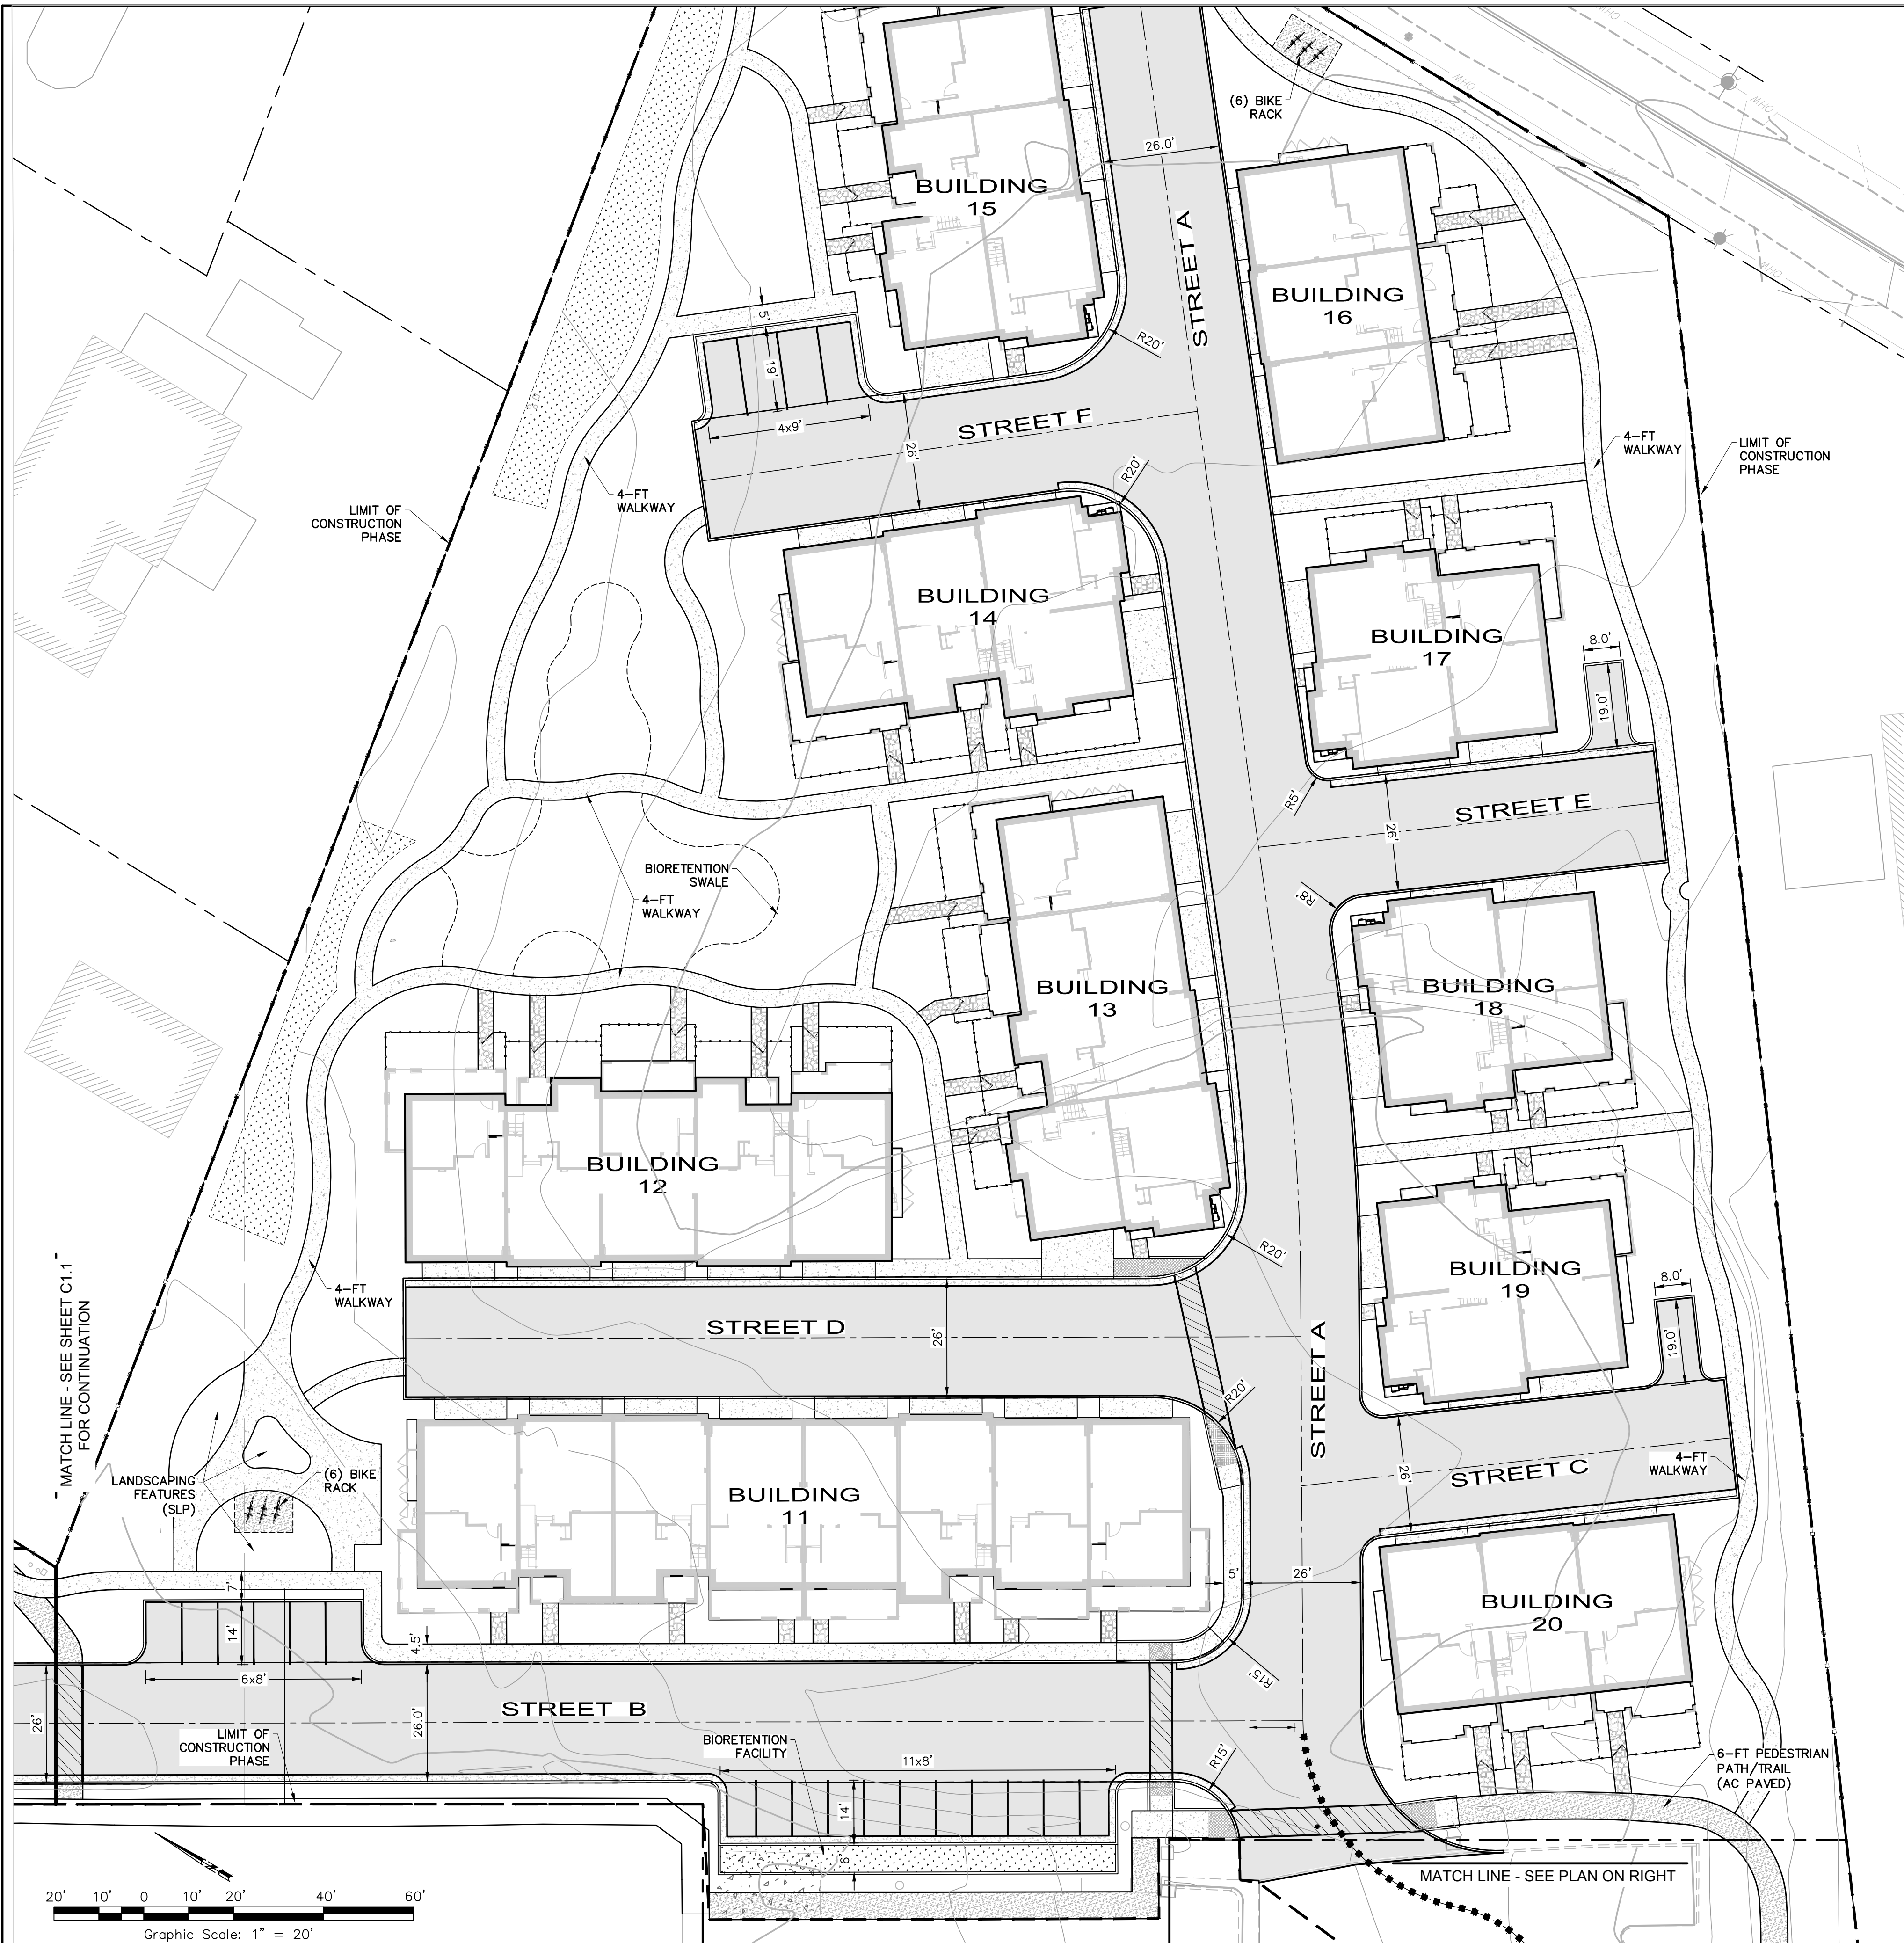 OHW
OHW
OHW
OHW
OHW
(6) BIKE
RACK
26.0'
BUILDING
15
STREET A
BUILDING
16
5'
19'
R20'
4x9'
STREET F
26'
R20'
4-FT
WALKWAY
LIMIT OF
CONSTRUCTION
PHASE
4-FT
WALKWAY
LIMIT OF
CONSTRUCTION
PHASE
BUILDING
14
BUILDING
17
8.0'
19.0'
R5'
STREET E
26'
BIORETENTION
SWALE
4-FT
WALKWAY
R8'
BUILDING
13
BUILDING
18
BUILDING
12
R20'
BUILDING
19
8.0'
19.0'
4-FT
WALKWAY
MATCH LINE - SEE SHEET C1.1
FOR CONTINUATION
STREET D
26'
STREET A
R20'
LANDSCAPING
FEATURES
(SLP)
(6) BIKE
RACK
BUILDING
11
26'
STREET C
4-FT
WALKWAY
7'
14'
6x8'
4.5'
5'
26'
R15'
BUILDING
20
26'
26.0'
STREET B
LIMIT OF
CONSTRUCTION
PHASE
BIORETENTION
FACILITY
11x8'
14'
6'
R15'
6-FT PEDESTRIAN
PATH/TRAIL
(AC PAVED)
MATCH LINE - SEE PLAN ON RIGHT
N
20' 10' 0 10' 20' 40' 60'
Graphic Scale: 1" = 20'